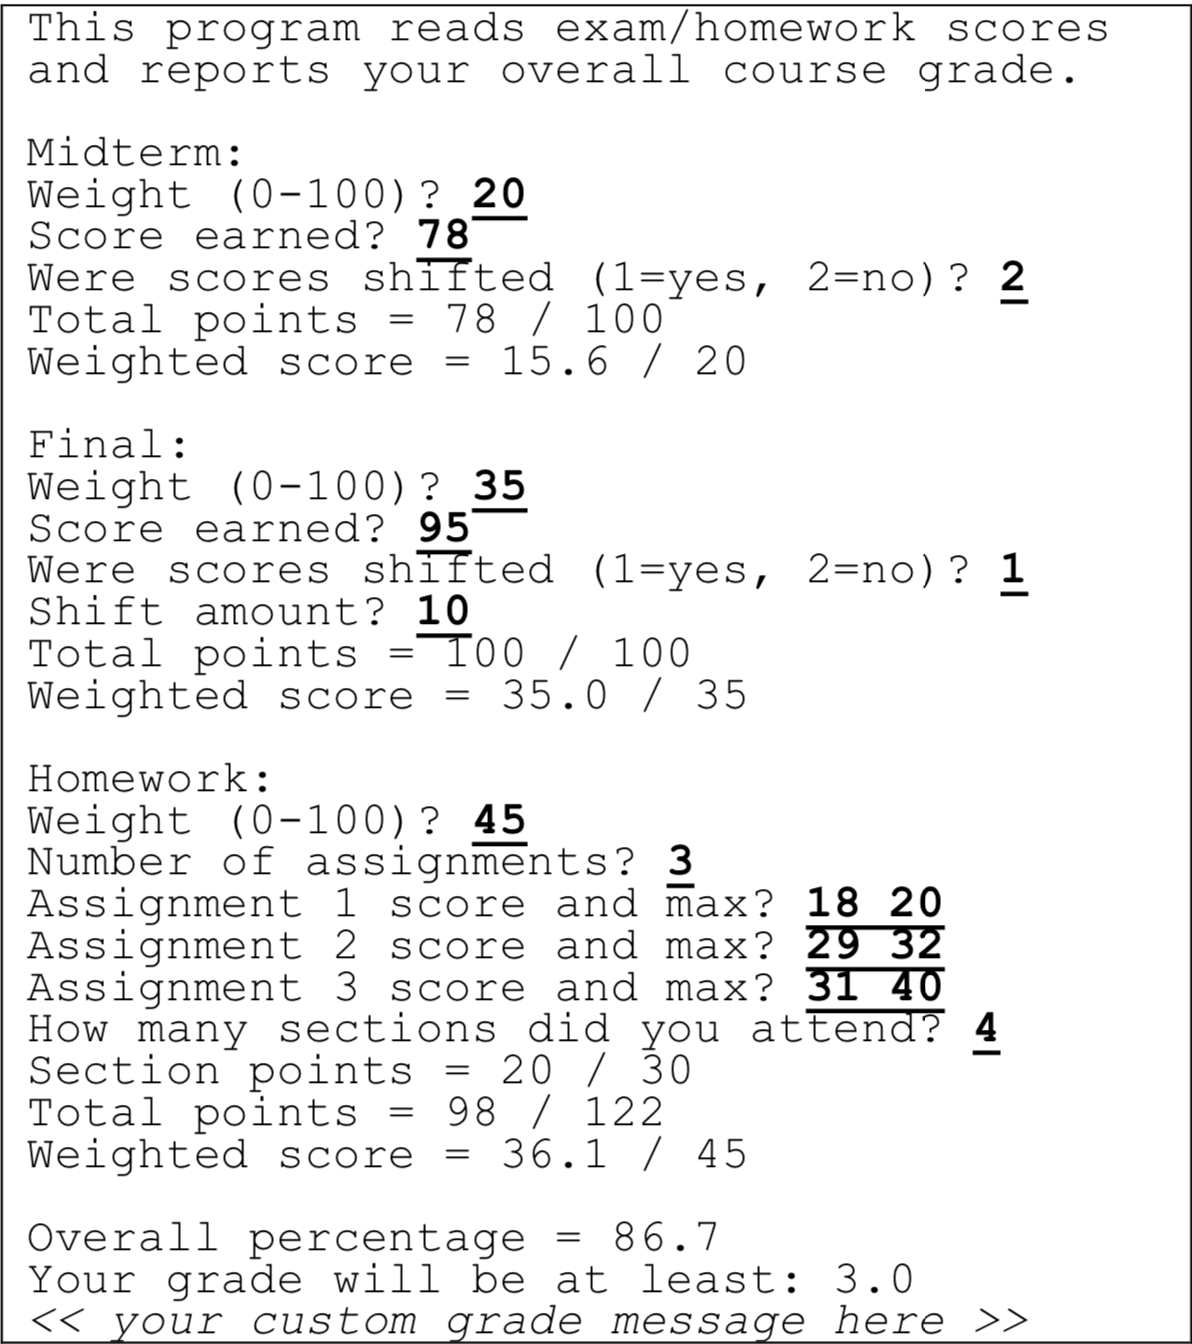 This program reads exam/homework scores
and reports your overall course grade.
Midterm:
Weight (0-100)? 20
Score earned? 78
Were scores shifted (1=yes, 2=no)? 2
Total points = 78 / 100
Weighted score = 15.6 / 20
Final:
Weight (0-100)? 35
Score earned? 95
Were scores shifted (1=yes, 2=no)? 1
Shift amount? 10
Total points = 100 / 100
Weighted score = 35.0 / 35
Homework:
Weight (0-100)? 45
Number of assignments? 3
Assignment 1 score and max? 18 20
Assignment 2 score and max? 29 32
Assignment 3 score and max? 31 40
How many sections did you attend? 4
Section points = 20 / 30
Total points = 98 / 122
Weighted score = 36.1 / 45
Overall percentage = 86.7
Your grade will be at least: 3.0
<< your custom grade message here >>